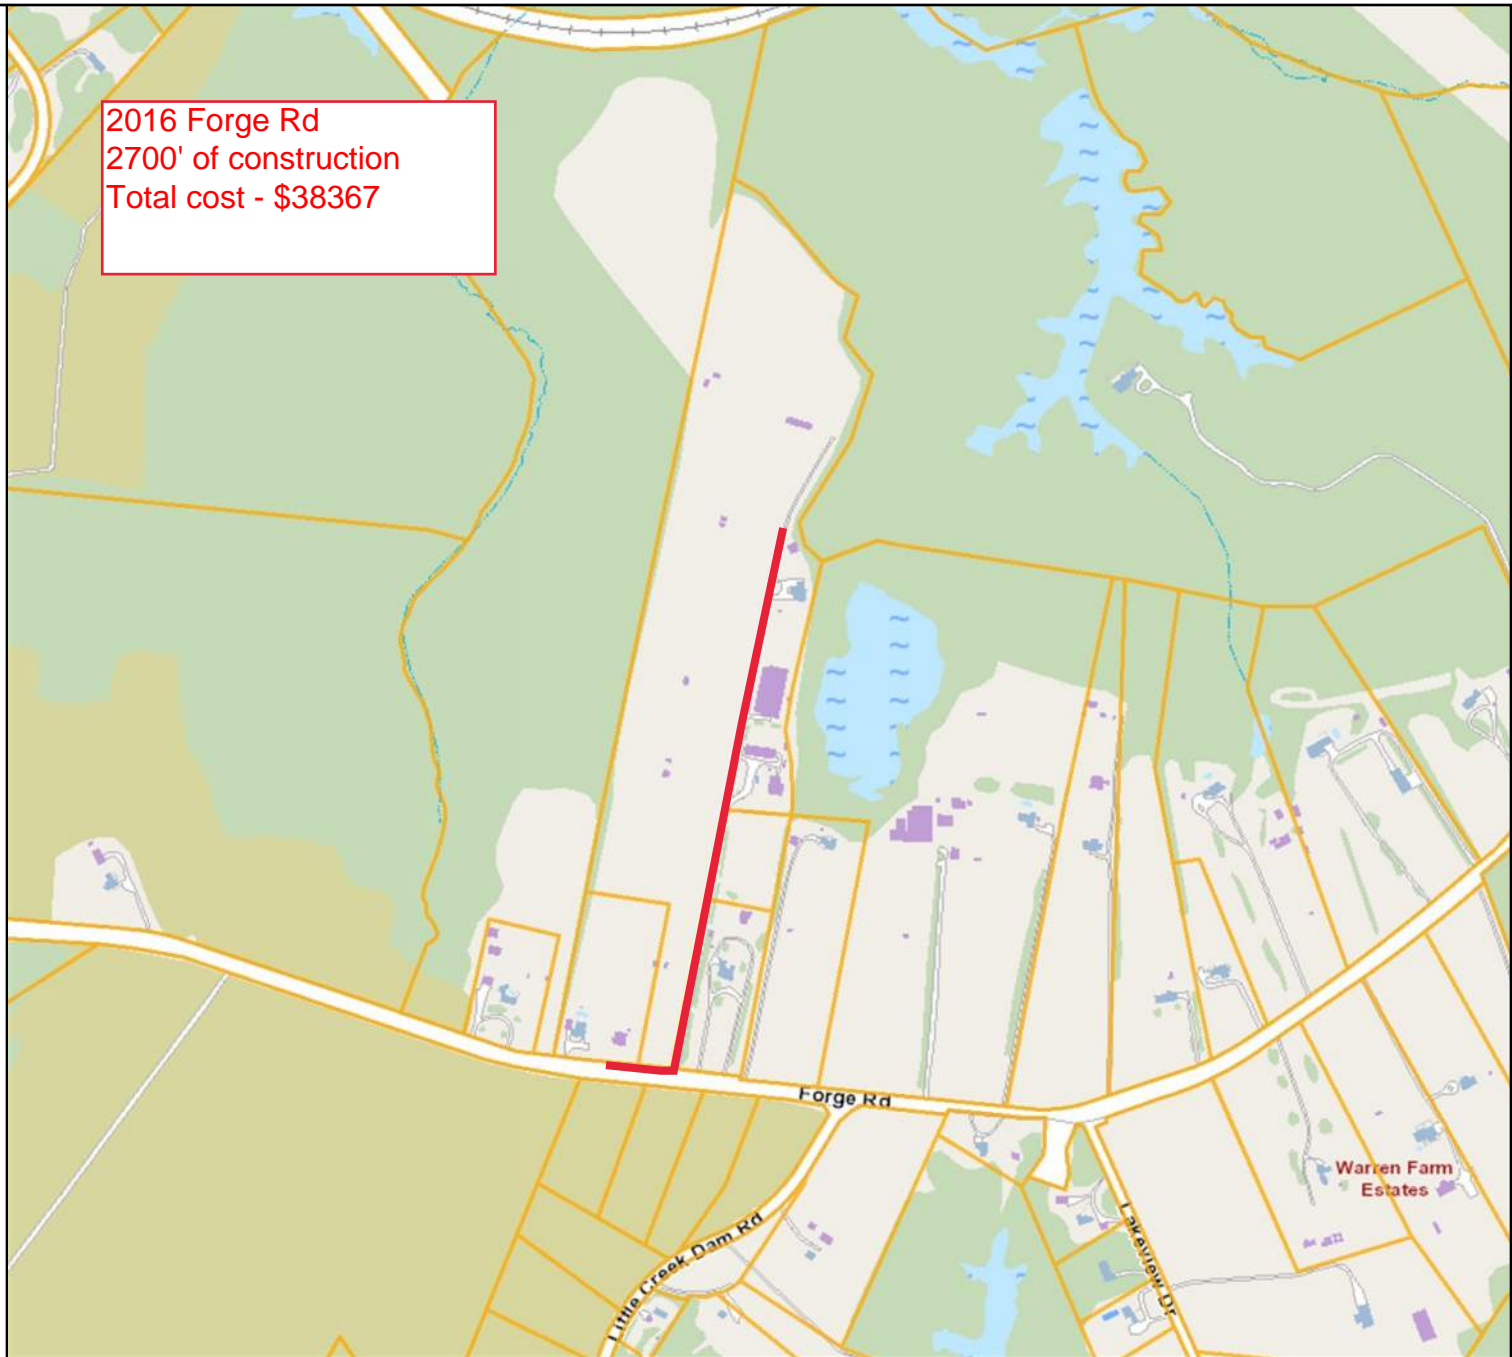 2016 Forge Rd
2700' of construction
Total cost - $38367
Forge Rd
Warren Farm
Estates
Little Creek Dam Rd
Lakeview Dr